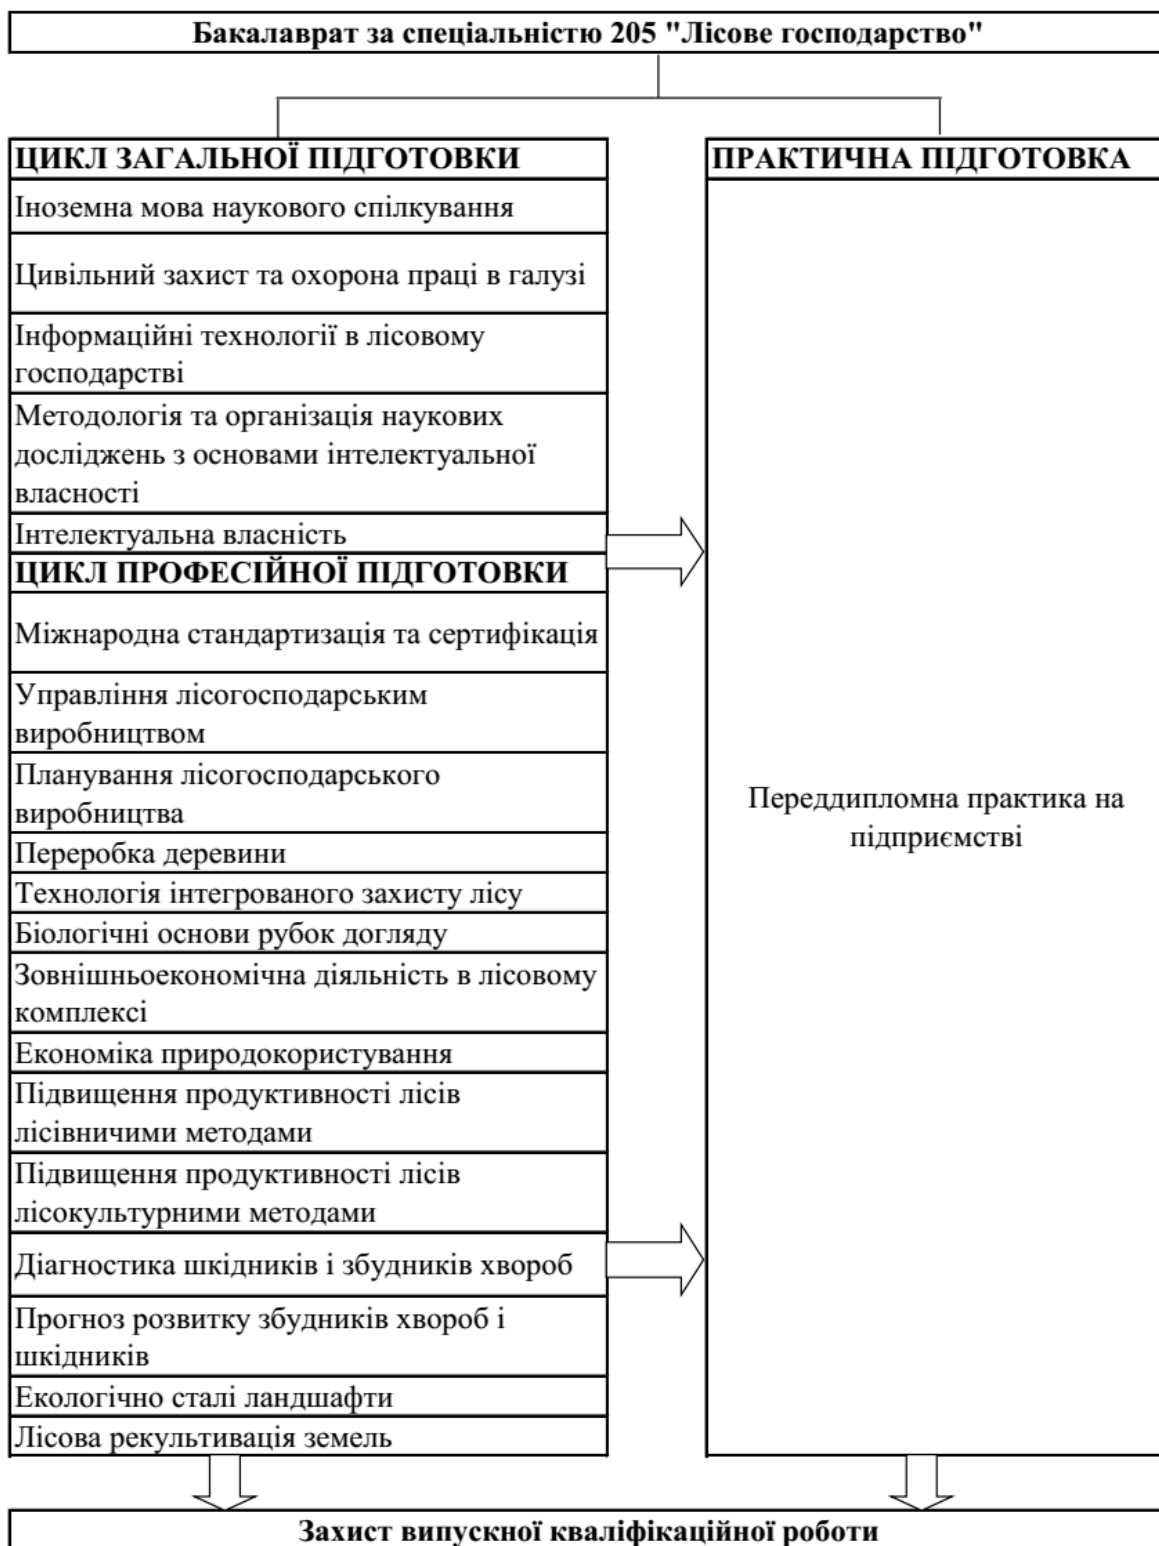 Бакалаврат за спеціальністю 205 "Лісове господарство"
ЦИКЛ ЗАГАЛЬНОЇ ПІДГОТОВКИ
Іноземна мова наукового спілкування
Цивільний захист та охорона праці в галузі
Інформаційні технології в лісовому
господарстві
Методологія та організація наукових
досліджень з основами інтелектуальної
власності
Інтелектуальна власність
ЦИКЛ ПРОФЕСІЙНОЇ ПІДГОТОВКИ
Міжнародна стандартизація та сертифікація
Управління лісогосподарським
виробництвом
Планування лісогосподарського
виробництва
Переробка деревини
Технологія інтегрованого захисту лісу
Біологічні основи рубок догляду
Зовнішньоекономічна діяльність в лісовому
комплексі
Економіка природокористування
Підвищення продуктивності лісів
лісівничими методами
Підвищення продуктивності лісів
лісокультурними методами
Діагностика шкідників і збудників хвороб
Прогноз розвитку збудників хвороб і
шкідників
Екологічно сталі ландшафти
Лісова рекультивація земель
ПРАКТИЧНА ПІДГОТОВКА
Переддипломна практика на
підприємстві
Захист випускної кваліфікаційної роботи